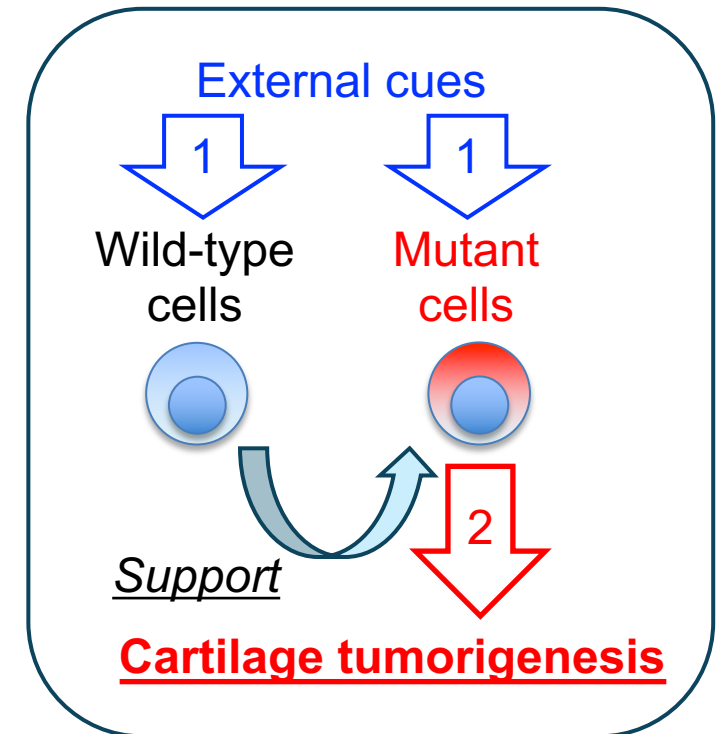 External cues
1 1
Wild-type Mutant
cells cells
2
Support
Cartilage tumorigenesis